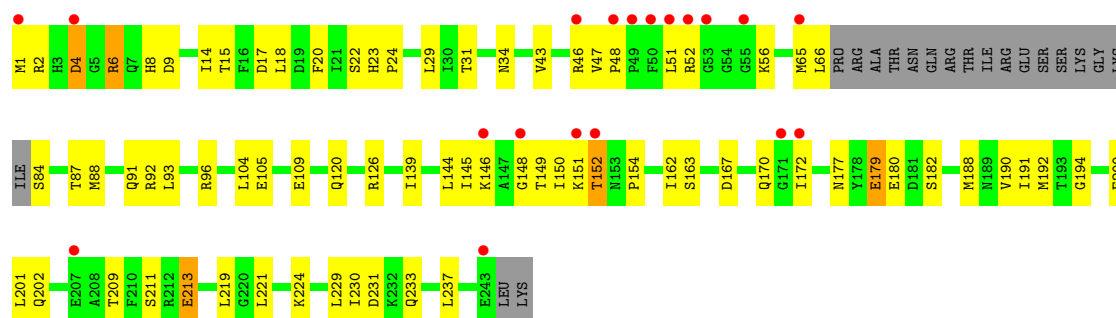 M1 R2 H3 D4 G5 R6 Q7 H8 D9 I14 T15 F16 D17 L18 D19 F20 I21 S22 H23 P24 L29 I30 T31 N34 V43 R46 V47 P48 P49 F50 L51 R52 G53 G54 G55 K56 M65 L66 PRO ARG ALA THR ASN GLN ARG THR ILE ARG GLU SER SER LYS GLY
ILE S84 T87 M88 Q91 R92 L93 R96 L104 E105 E109 Q120 R126 I139 L144 I145 K146 A147 G148 T149 I150 K151 T152 N153 P154 I162 S163 D167 Q170 G171 I172 N177 Y178 E179 E180 D181 S182 M188 N189 V190 I191 M192 T193 G194
L201 Q202 E207 A208 T209 F210 S211 R212 E213 L219 G220 L221 K224 L229 I230 D231 K232 Q233 L237 E243 LEU LYS